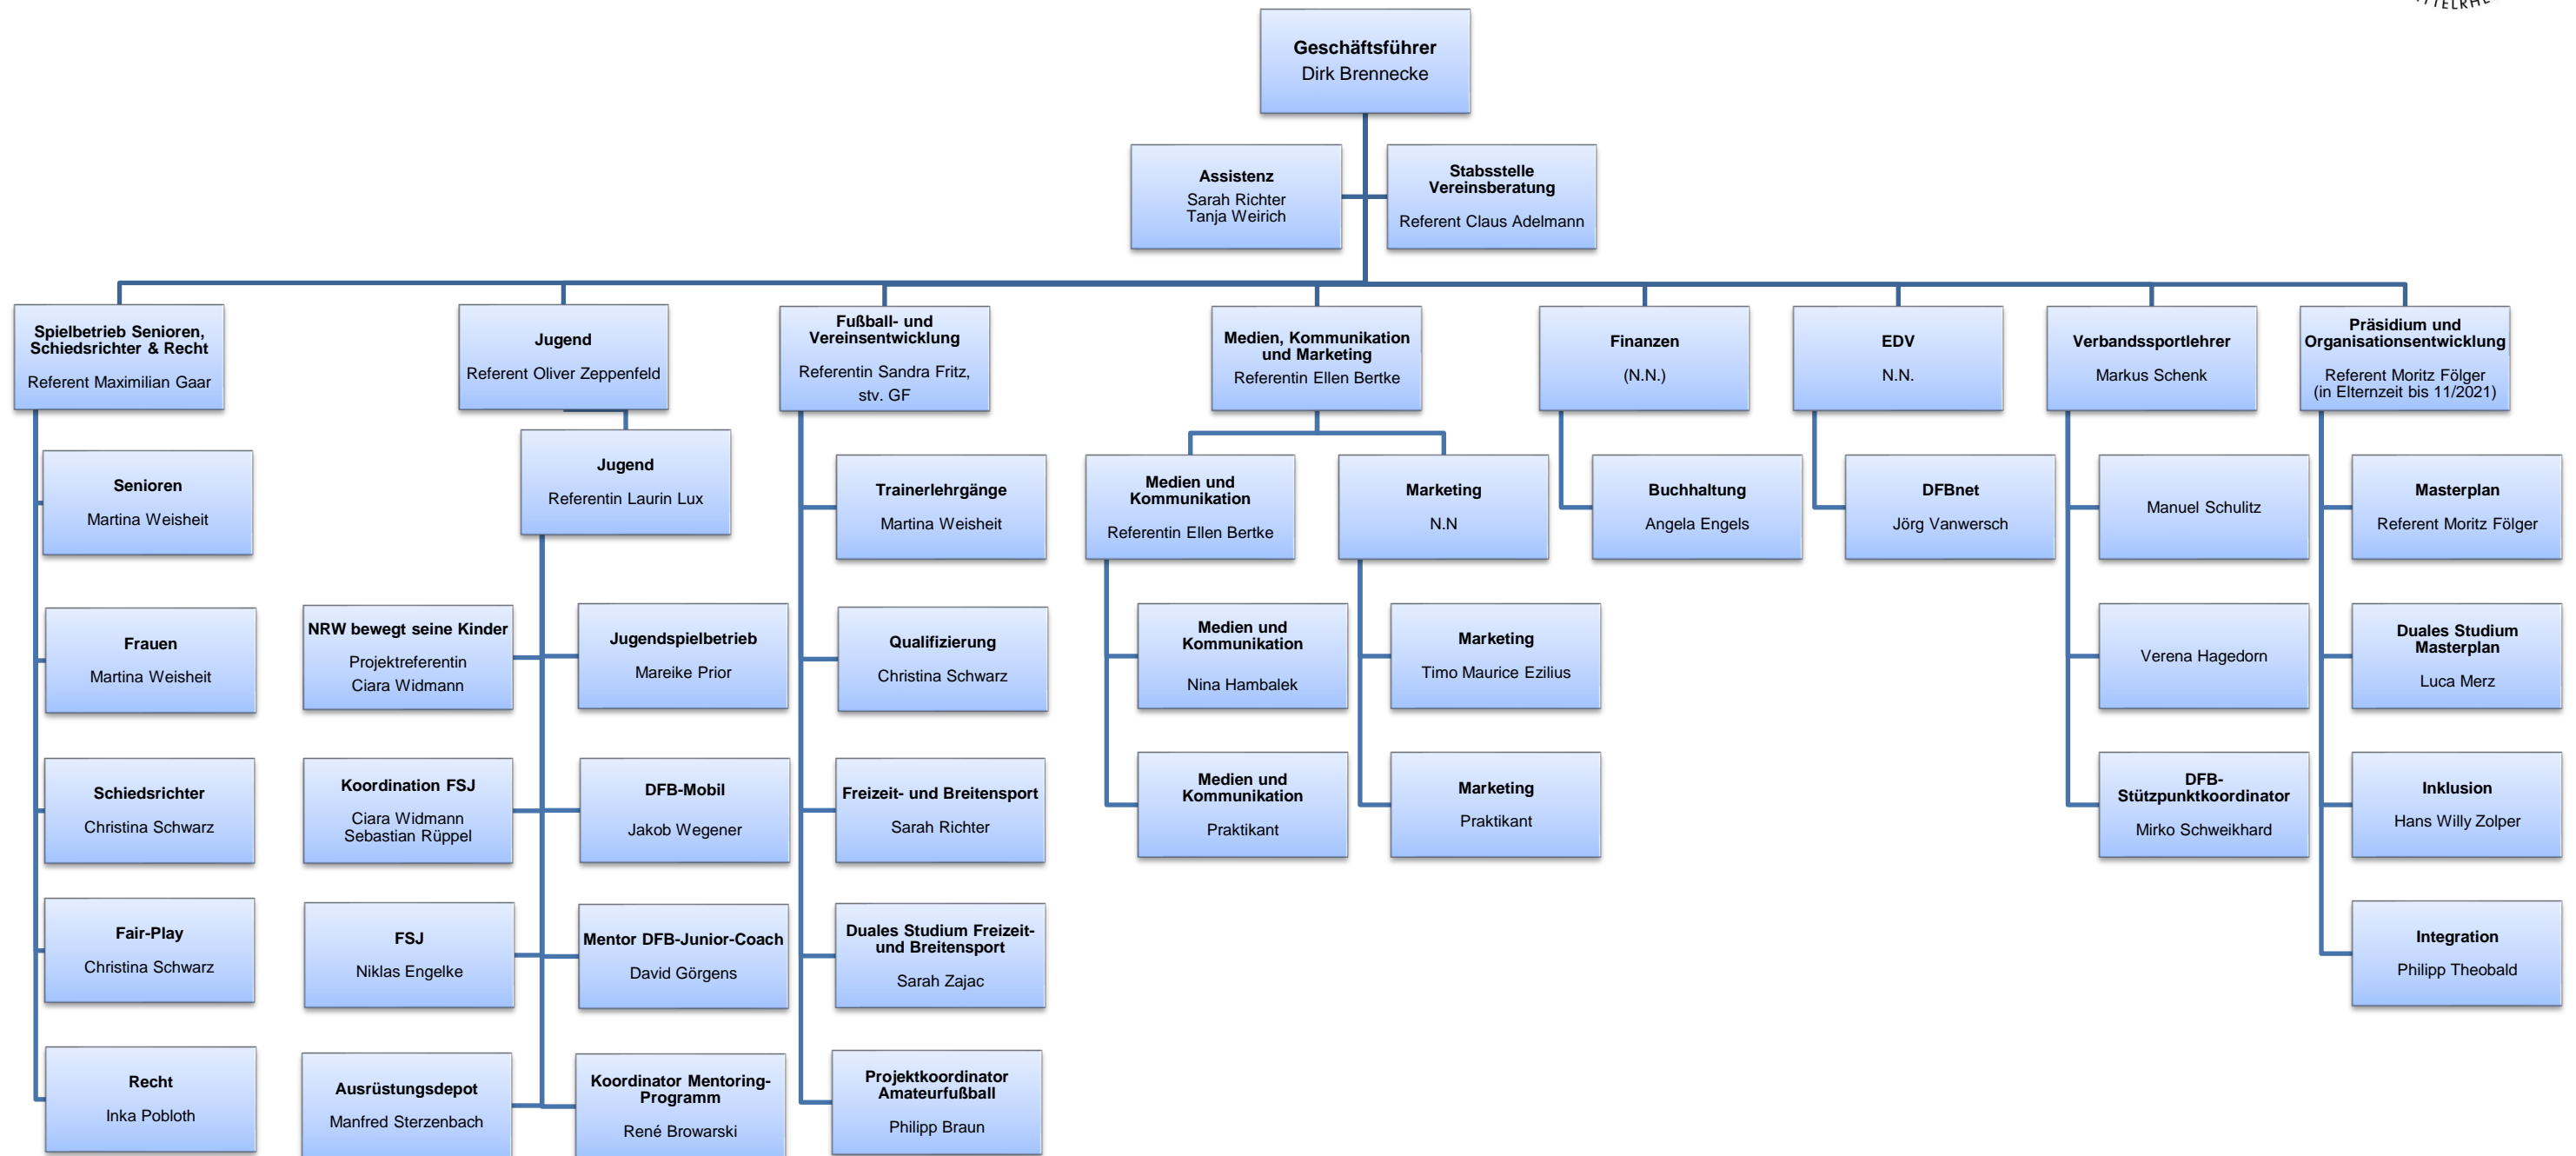 Geschäftsführer
Dirk Brennecke
Assistenz
Sarah Richter
Tanja Weirich
Stabsstelle
Vereinsberatung
Referent Claus Adelmann
Spielbetrieb Senioren,
Schiedsrichter & Recht
Referent Maximilian Gaar
Jugend
Referent Oliver Zeppenfeld
Fußball- und
Vereinsentwicklung
Referentin Sandra Fritz,
stv. GF
Medien, Kommunikation
und Marketing
Referentin Ellen Bertke
Finanzen
(N.N.)
EDV
N.N.
Verbandssportlehrer
Markus Schenk
Präsidium und
Organisationsentwicklung
Referent Moritz Fölger
(in Elternzeit bis 11/2021)
Senioren
Martina Weisheit
Frauen
Martina Weisheit
Schiedsrichter
Christina Schwarz
Fair-Play
Christina Schwarz
Recht
Inka Pobloth
Jugend
Referentin Laurin Lux
NRW bewegt seine Kinder
Projektreferentin
Ciara Widmann
Jugendspielbetrieb
Mareike Prior
Koordination FSJ
Ciara Widmann
Sebastian Rüppel
DFB-Mobil
Jakob Wegener
FSJ
Niklas Engelke
Mentor DFB-Junior-Coach
David Görgens
Ausrüstungsdepot
Manfred Sterzenbach
Koordinator Mentoring-
Programm
René Browarski
Trainerlehrgänge
Martina Weisheit
Qualifizierung
Christina Schwarz
Freizeit- und Breitensport
Sarah Richter
Duales Studium Freizeit-
und Breitensport
Sarah Zajac
Projektkoordinator
Amateurfußball
Philipp Braun
Medien und
Kommunikation
Referentin Ellen Bertke
Medien und
Kommunikation
Nina Hambalek
Medien und
Kommunikation
Praktikant
Marketing
N.N
Marketing
Timo Maurice Ezilius
Marketing
Praktikant
Buchhaltung
Angela Engels
DFBnet
Jörg Vanwersch
Manuel Schulitz
Verena Hagedorn
DFB-
Stützpunktkoordinator
Mirko Schweikhard
Masterplan
Referent Moritz Fölger
Duales Studium
Masterplan
Luca Merz
Inklusion
Hans Willy Zolper
Integration
Philipp Theobald